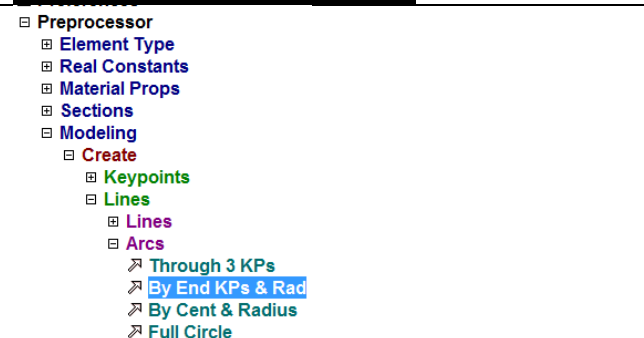 Preprocessor
Element Type
Real Constants
Material Props
Sections
Modeling
Create
Keypoints
Lines
Lines
Arcs
Through 3 KPs
By End KPs & Rad
By Cent & Radius
Full Circle